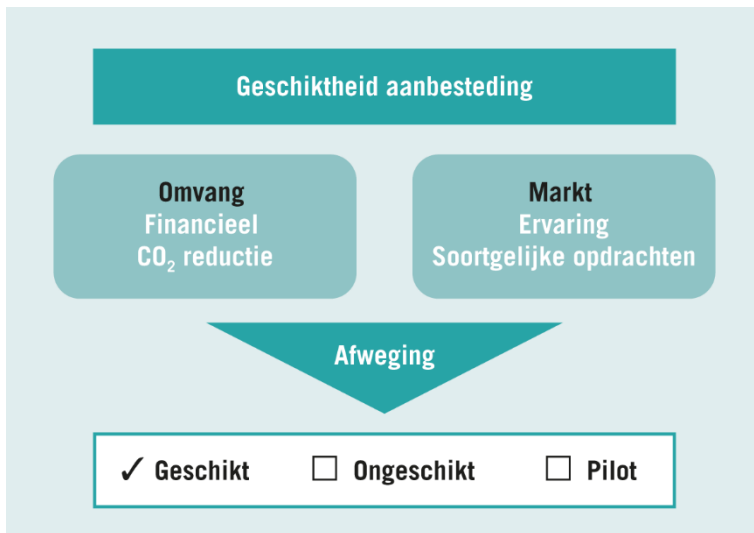 Geschiktheid aanbesteding
Omvang
Financieel
CO₂ reductie
Markt
Ervaring
Soortgelijke opdrachten
Afweging
✓ Geschikt ☐ Ongeschikt ☐ Pilot